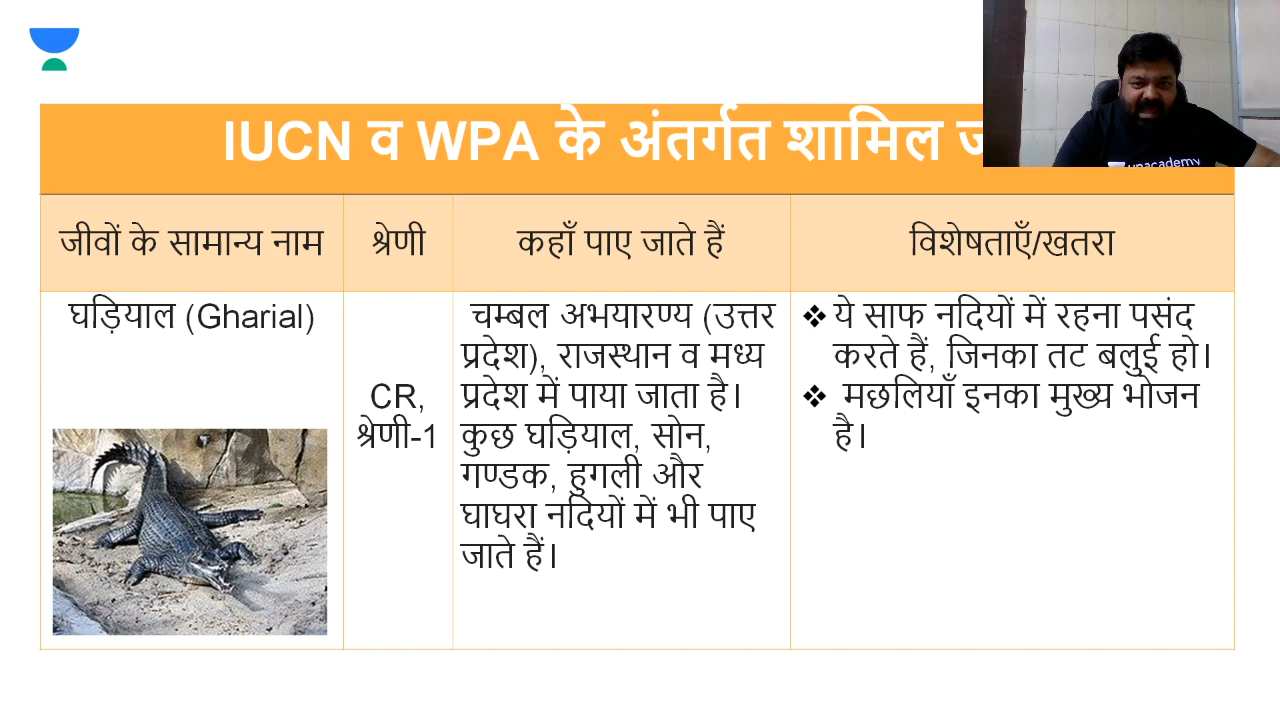 IUCN व WPA के अंतर्गत शामिल
unacademy
जीवों के सामान्य नाम
श्रेणी
कहाँ पाए जाते हैं
विशेषताएँ/खतरा
घड़ियाल (Gharial)
CR,
श्रेणी-1
चम्बल अभयारण्य (उत्तर
प्रदेश), राजस्थान व मध्य
प्रदेश में पाया जाता है।
कुछ घड़ियाल, सोन,
गण्डक, हुगली और
घाघरा नदियों में भी पाए
जाते हैं।
❖ ये साफ नदियों में रहना पसंद
करते हैं, जिनका तट बलुई हो।
❖ मछलियाँ इनका मुख्य भोजन
है।